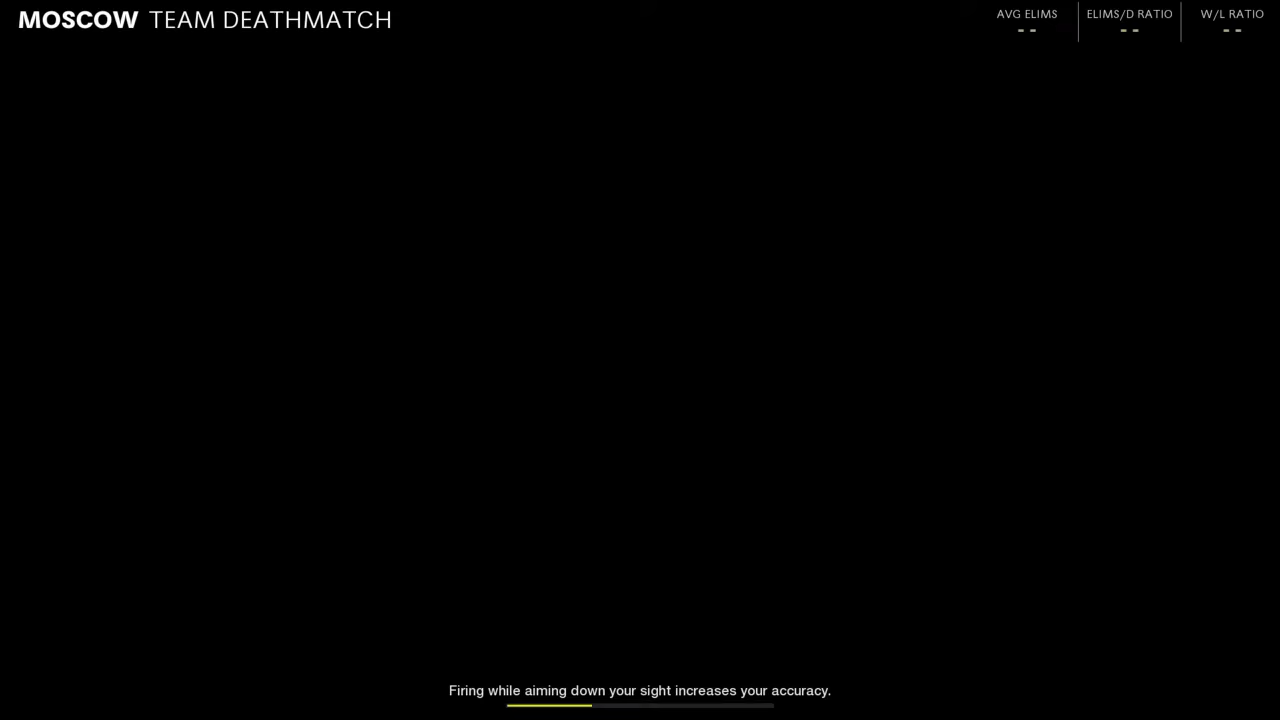 MOSCOW TEAM DEATHMATCH
AVG ELIMS
--
ELIMS/D RATIO
--
W/L RATIO
--
Firing while aiming down your sight increases your accuracy.